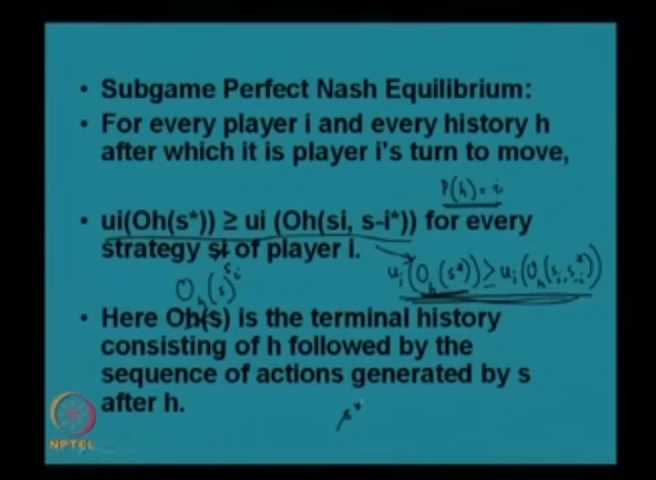 • Subgame Perfect Nash Equilibrium:
• For every player i and every history h
after which it is player i's turn to move,
P(h) = i
• ui(Oh(s*)) ≥ ui (Oh(si, s-i*)) for every
strategy si of player i.
si
ui(Oh(s*)) ≥ ui(Oh(si, s-i*))
Oh(s)
• Here Oh(s) is the terminal history
consisting of h followed by the
sequence of actions generated by s
after h.
s*
NPTEL